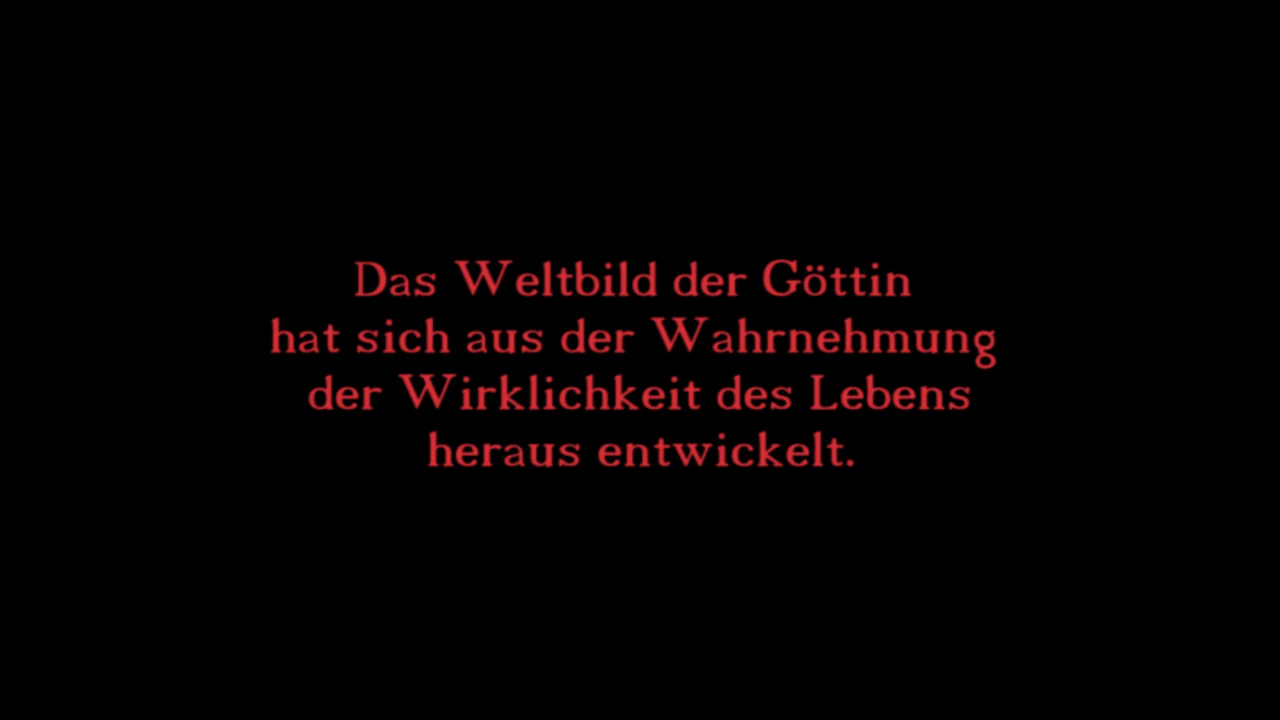 Das Weltbild der Göttin
hat sich aus der Wahrnehmung
der Wirklichkeit des Lebens
heraus entwickelt.